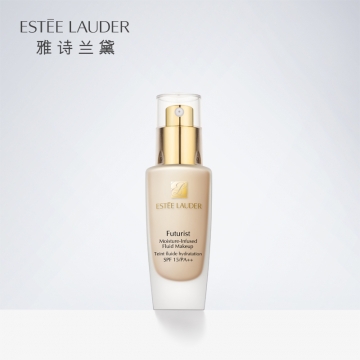 ESTĒE LAUDER
雅诗兰黛
ESTĒE LAUDER
Futurist
Moisture-Infused
Fluid Makeup
Teint fluide hydratation
SPF 15/PA++